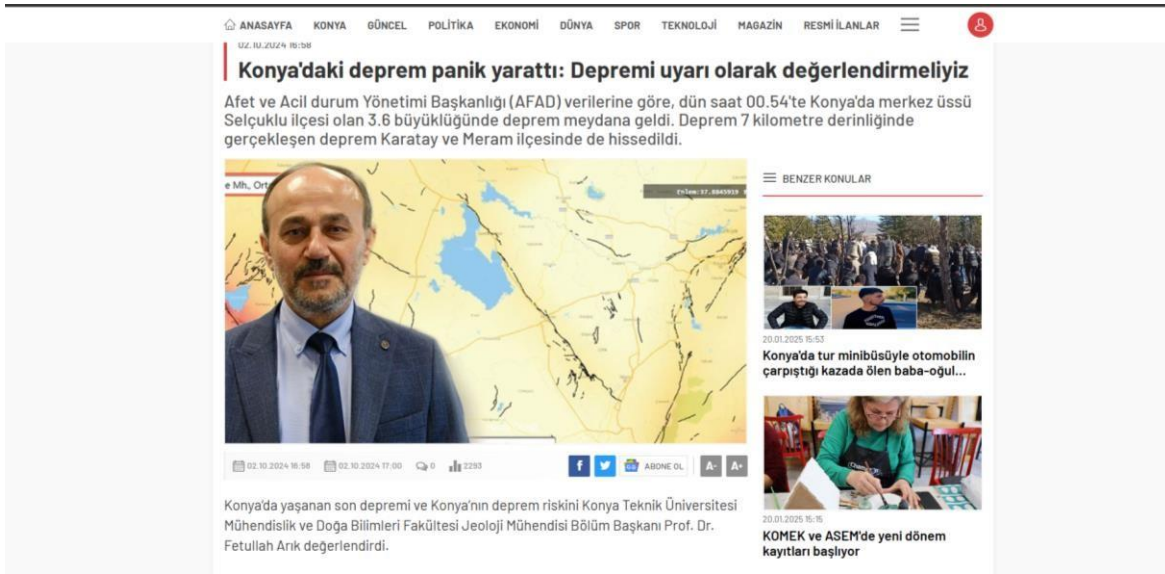 ANASAYFA KONYA GÜNCEL POLİTİKA EKONOMİ DÜNYA SPOR TEKNOLOJİ MAGAZİN RESMİ İLANLAR
02.10.2024 16:58
Konya'daki deprem panik yarattı: Depremi uyarı olarak değerlendirmeliyiz
Afet ve Acil durum Yönetimi Başkanlığı (AFAD) verilerine göre, dün saat 00.54'te Konya'da merkez üssü
Selçuklu ilçesi olan 3.6 büyüklüğünde deprem meydana geldi. Deprem 7 kilometre derinliğinde
gerçekleşen deprem Karatay ve Meram ilçesinde de hissedildi.
e Mh., Ort
Enlem:37.8845919
02.10.2024 16:58 02.10.2024 17:00 0 2293
f ABONE OL A- A+
Konya'da yaşanan son depremi ve Konya'nın deprem riskini Konya Teknik Üniversitesi
Mühendislik ve Doğa Bilimleri Fakültesi Jeoloji Mühendisi Bölüm Başkanı Prof. Dr.
Fetullah Arık değerlendirdi.
BENZER KONULAR
20.01.2025 15:53
Konya'da tur minibüsüyle otomobilin
çarpıştığı kazada ölen baba-oğul...
20.01.2025 15:15
KOMEK ve ASEM'de yeni dönem
kayıtları başlıyor